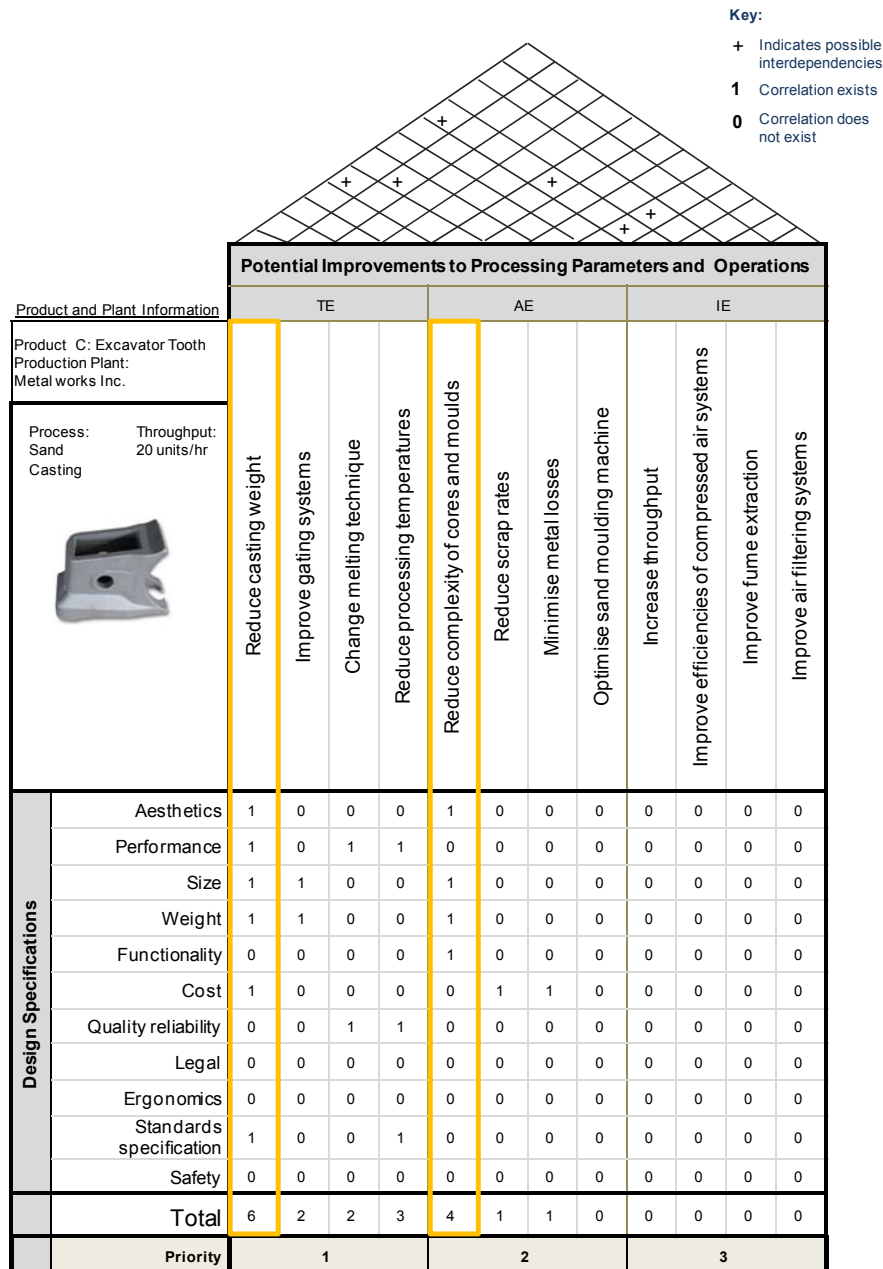 Key:
+ Indicates possible
interdependencies
1 Correlation exists
0 Correlation does
not exist
+
+ + +
+
+
Potential Improvements to Processing Parameters and Operations
Product and Plant Information
TE AE IE
Product C: Excavator Tooth
Production Plant:
Metal works Inc.
Process: Throughput:
Sand 20 units/hr
Casting
Reduce casting weight
Improve gating systems
Change melting technique
Reduce processing temperatures
Reduce complexity of cores and moulds
Reduce scrap rates
Minimise metal losses
Optimise sand moulding machine
Increase throughput
Improve efficiencies of compressed air systems
Improve fume extraction
Improve air filtering systems
Design Specifications
Aesthetics 1 0 0 0 1 0 0 0 0 0 0 0
Performance 1 0 1 1 0 0 0 0 0 0 0 0
Size 1 1 0 0 1 0 0 0 0 0 0 0
Weight 1 1 0 0 1 0 0 0 0 0 0 0
Functionality 0 0 0 0 1 0 0 0 0 0 0 0
Cost 1 0 0 0 0 1 1 0 0 0 0 0
Quality reliability 0 0 1 1 0 0 0 0 0 0 0 0
Legal 0 0 0 0 0 0 0 0 0 0 0 0
Ergonomics 0 0 0 0 0 0 0 0 0 0 0 0
Standards
specification 1 0 0 1 0 0 0 0 0 0 0 0
Safety 0 0 0 0 0 0 0 0 0 0 0 0
Total 6 2 2 3 4 1 1 0 0 0 0 0
Priority 1 2 3